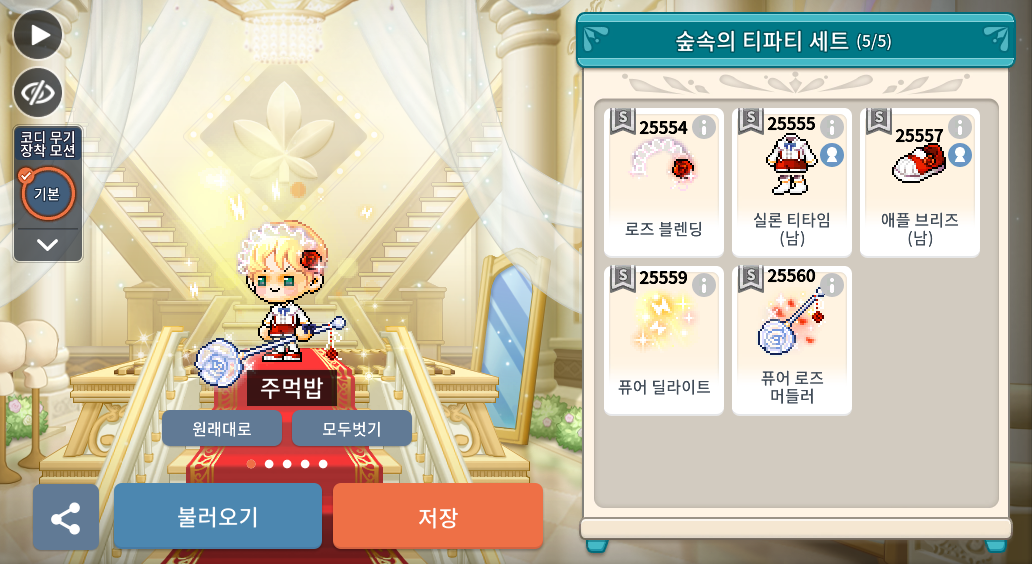 코디 무기
장착 모션
기본
주먹밥
원래대로
모두벗기
불러오기
저장
숲속의 티파티 세트 (5/5)
S 25554
로즈 블렌딩
S 25555
실론 티타임
(남)
S 25557
애플 브리즈
(남)
S 25559
퓨어 딜라이트
S 25560
퓨어 로즈
머들러